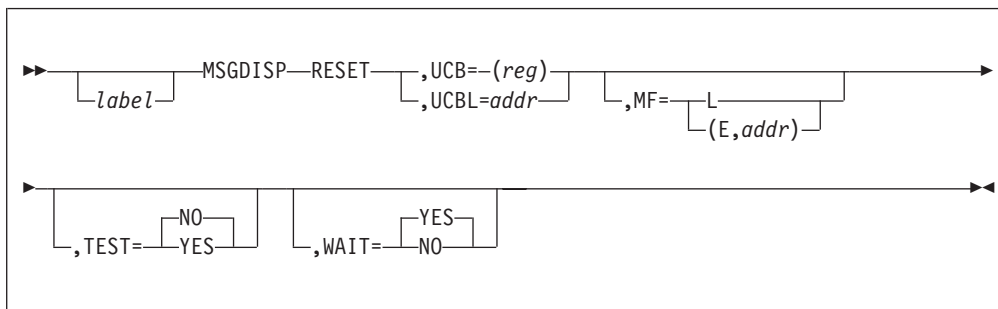 MSGDISP RESET ,UCB= (reg) 
label ,UCBL=addr ,MF= L
(E,addr)
NO YES
,TEST= YES ,WAIT= NO